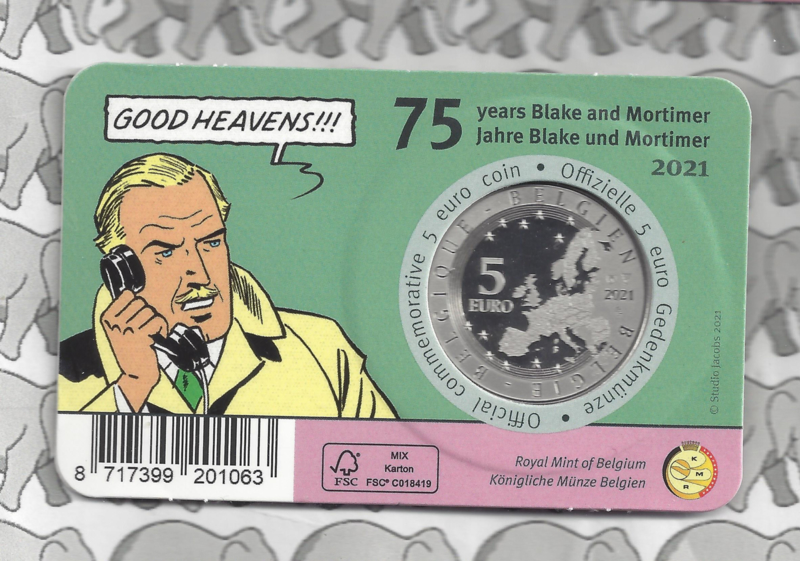 GOOD HEAVENS!!!
75 years Blake and Mortimer
Jahre Blake und Mortimer
2021
Official commemorative 5 euro coin • Offizielle 5 euro Gedenkmünze •
BELGIQUE - BELGIEN - BELGIË -
5
EURO
2021
© Studio Jacobs 2021
8 717399 201063
FSC
MIX
Karton
FSC® C018419
Royal Mint of Belgium
Königliche Münze Belgien
K
M
R